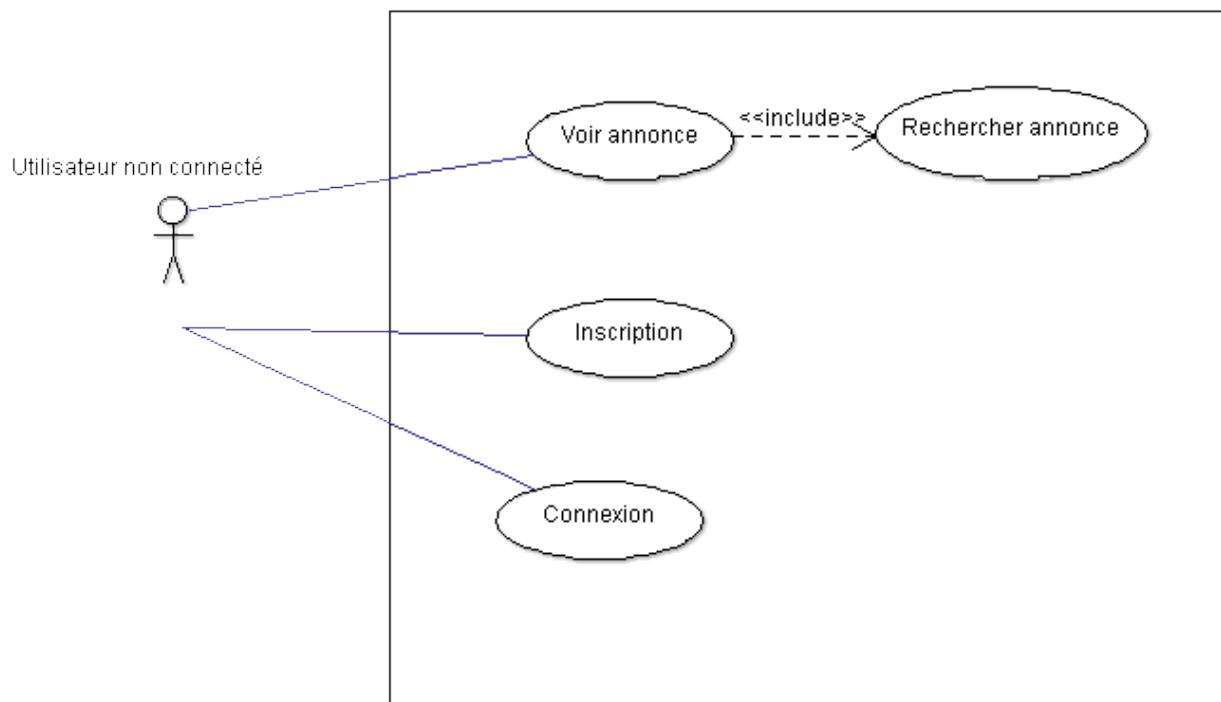 <<include>>
Voir annonce
Rechercher annonce
Utilisateur non connecté
Inscription
Connexion